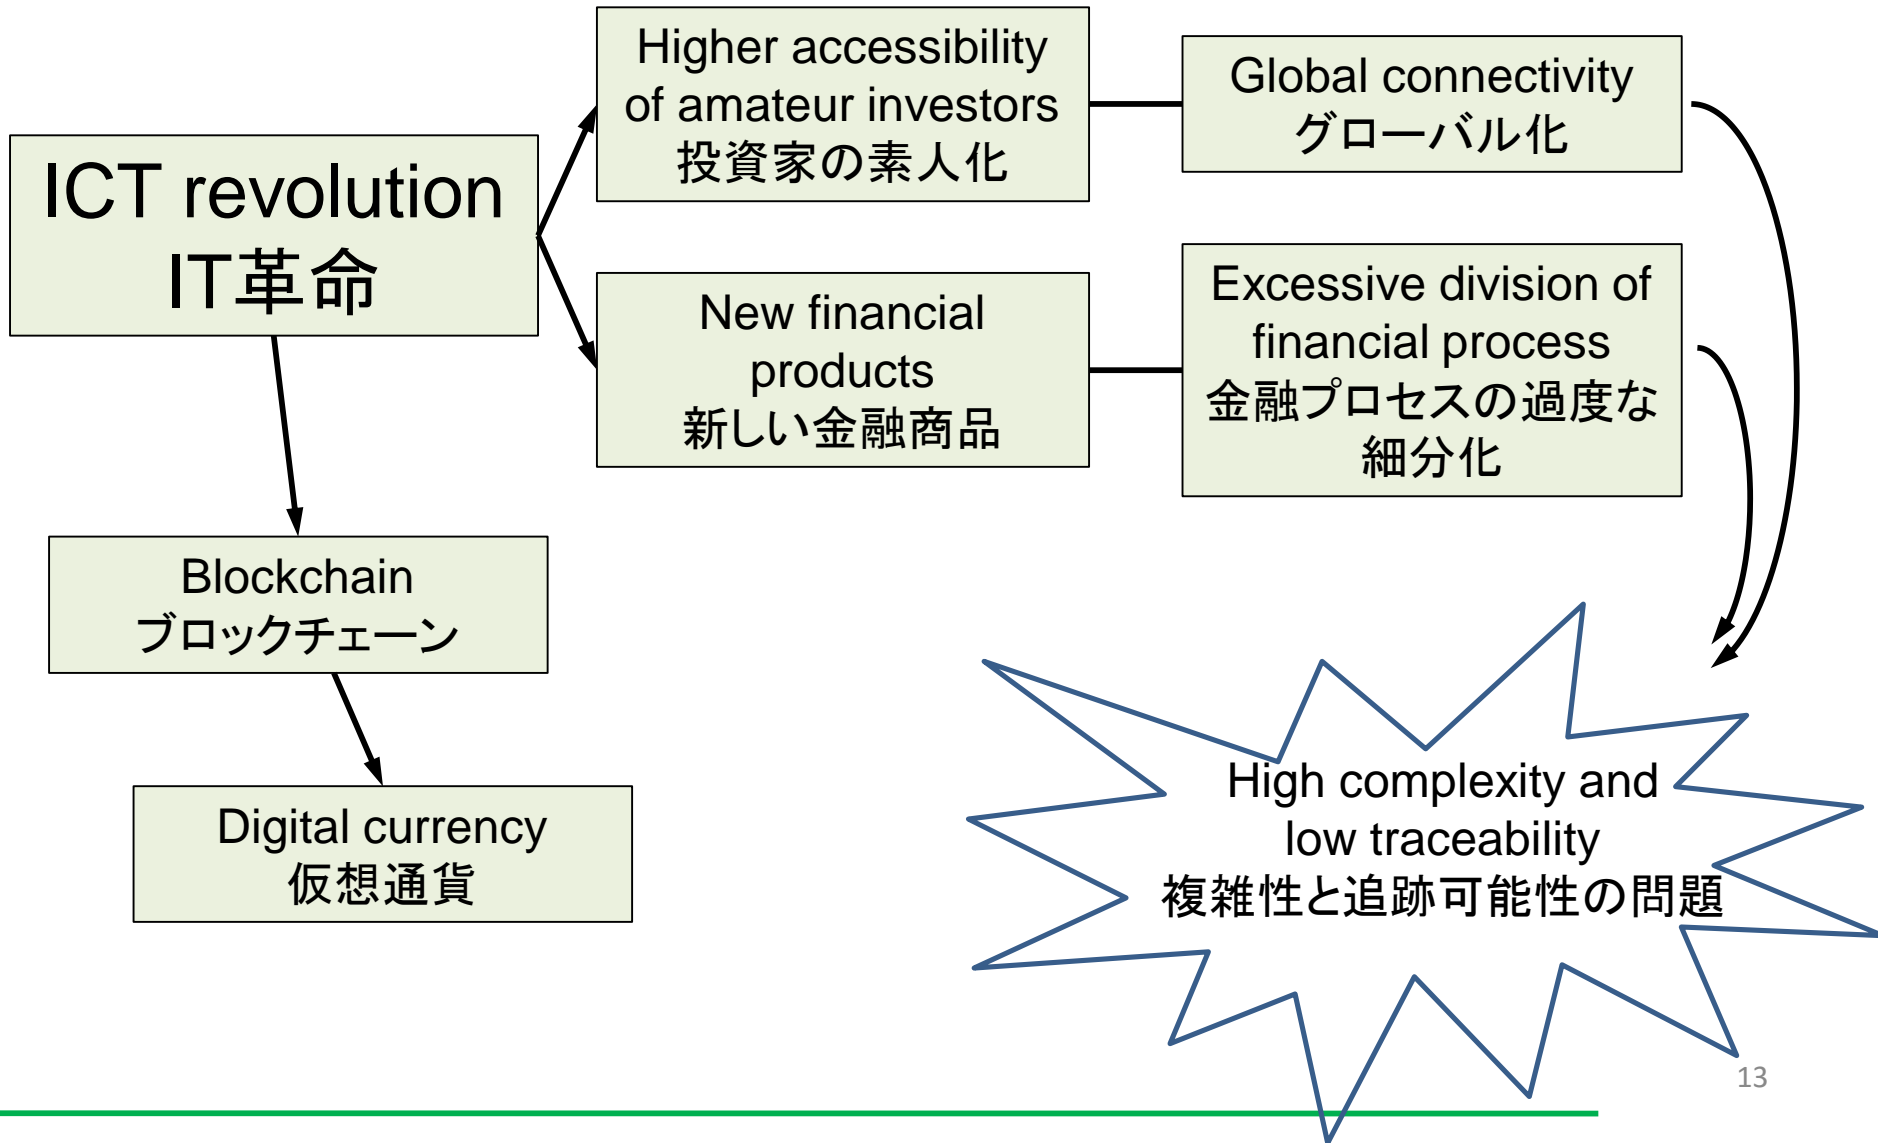 ICT revolution
IT革命
Higher accessibility
of amateur investors
投資家の素人化
Global connectivity
グローバル化
New financial
products
新しい金融商品
Excessive division of
financial process
金融プロセスの過度な
細分化
Blockchain
ブロックチェーン
Digital currency
仮想通貨
High complexity and
low traceability
複雑性と追跡可能性の問題
13